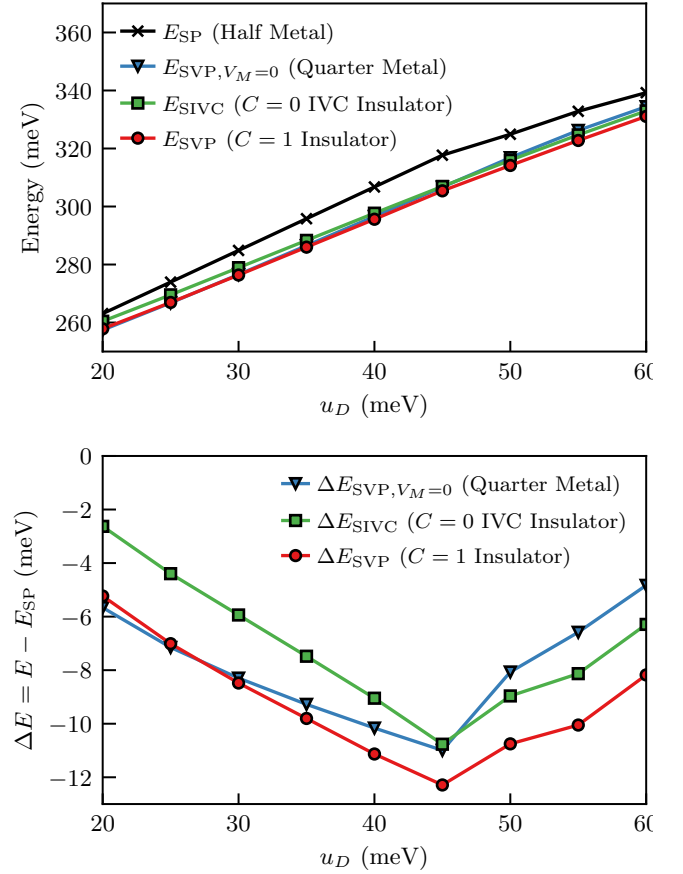 360
340
320
300
280
260
Energy (meV)
E_SP (Half Metal)
E_SVP,V_M=0 (Quarter Metal)
E_SIVC (C = 0 IVC Insulator)
E_SVP (C = 1 Insulator)
20 30 40 50 60
u_D (meV)
0
−2
−4
−6
−8
−10
−12
ΔE = E − E_SP (meV)
ΔE_SVP,V_M=0 (Quarter Metal)
ΔE_SIVC (C = 0 IVC Insulator)
ΔE_SVP (C = 1 Insulator)
20 30 40 50 60
u_D (meV)